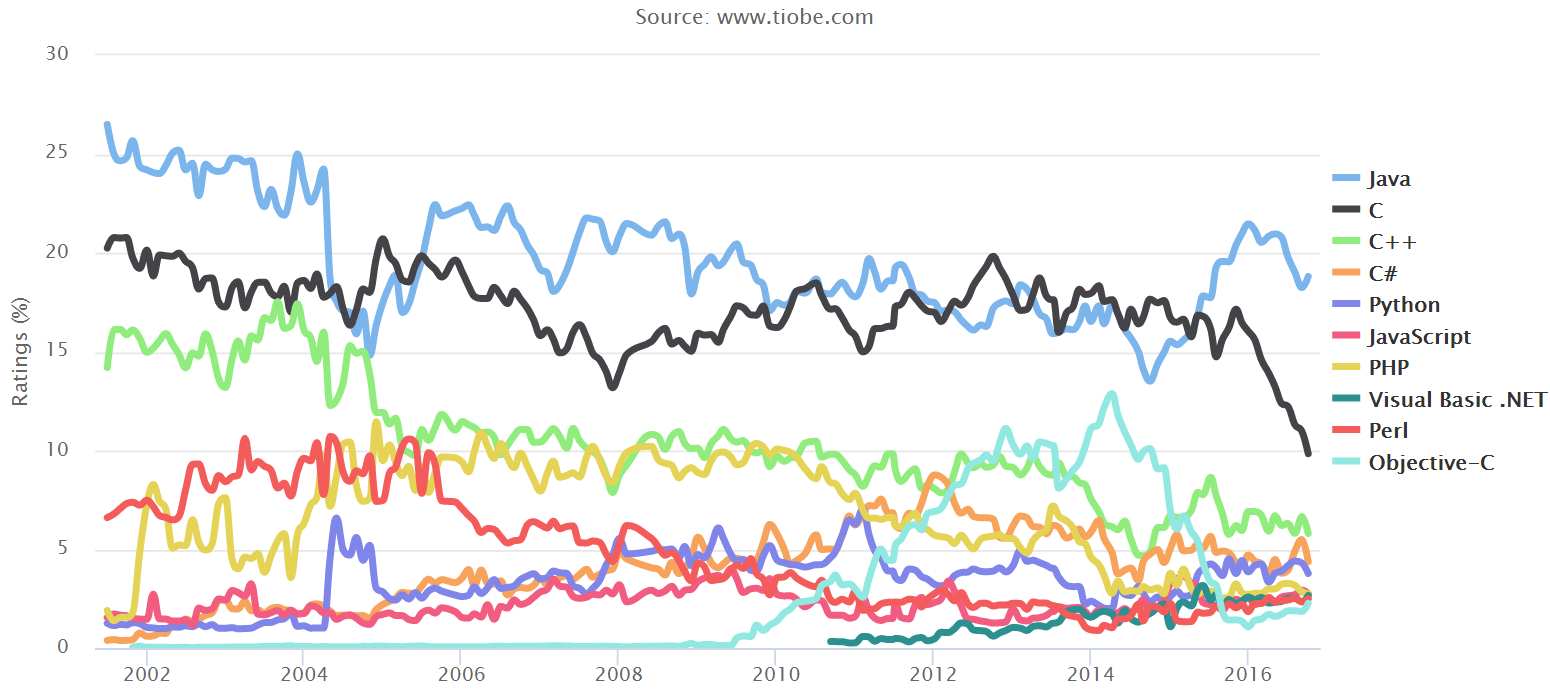 Source: www.tiobe.com
Ratings (%)
30
25
20
15
10
5
0
2002 2004 2006 2008 2010 2012 2014 2016
Java
C
C++
C#
Python
JavaScript
PHP
Visual Basic .NET
Perl
Objective-C